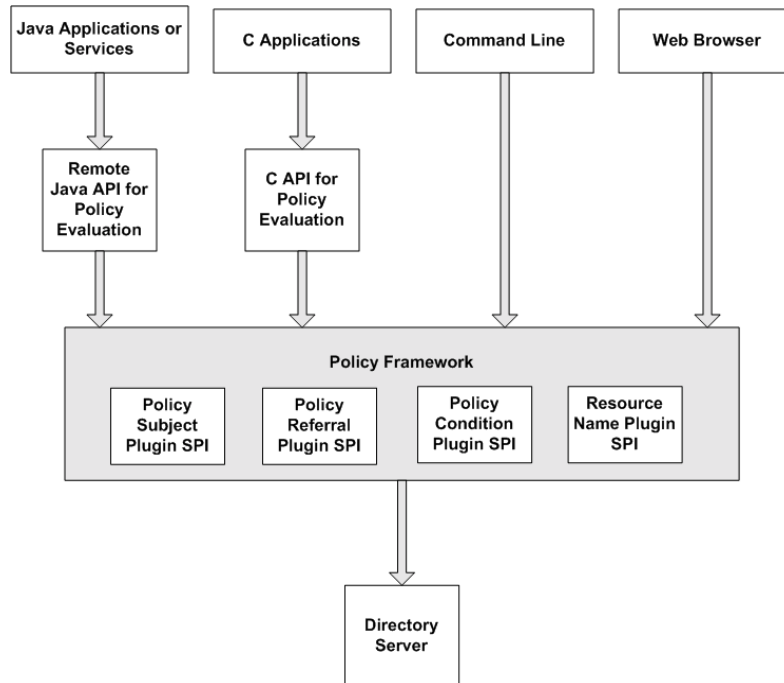 Java Applications or
Services
C Applications
Command Line
Web Browser
Remote
Java API for
Policy
Evaluation
C API for
Policy
Evaluation
Policy Framework
Policy
Subject
Plugin SPI
Policy
Referral
Plugin SPI
Policy
Condition
Plugin SPI
Resource
Name Plugin
SPI
Directory
Server